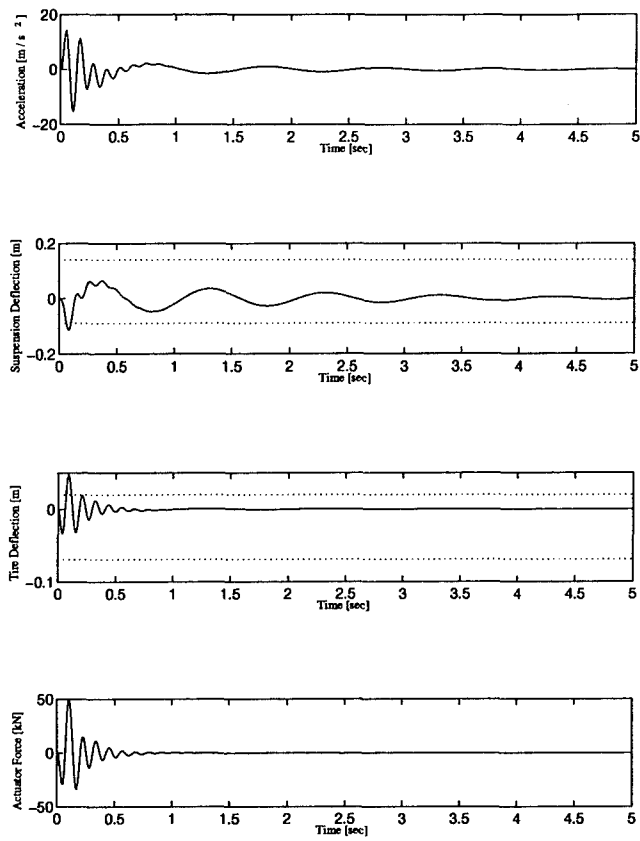 20
0
−20
Acceleration [m / s 2]
0 0.5 1 1.5 2 2.5 3 3.5 4 4.5 5
Time [sec]
0.2
0
−0.2
Suspension Deflection [m]
0 0.5 1 1.5 2 2.5 3 3.5 4 4.5 5
Time [sec]
0
−0.1
Tire Deflection [m]
0 0.5 1 1.5 2 2.5 3 3.5 4 4.5 5
Time [sec]
50
0
−50
Actuator Force [kN]
0 0.5 1 1.5 2 2.5 3 3.5 4 4.5 5
Time [sec]